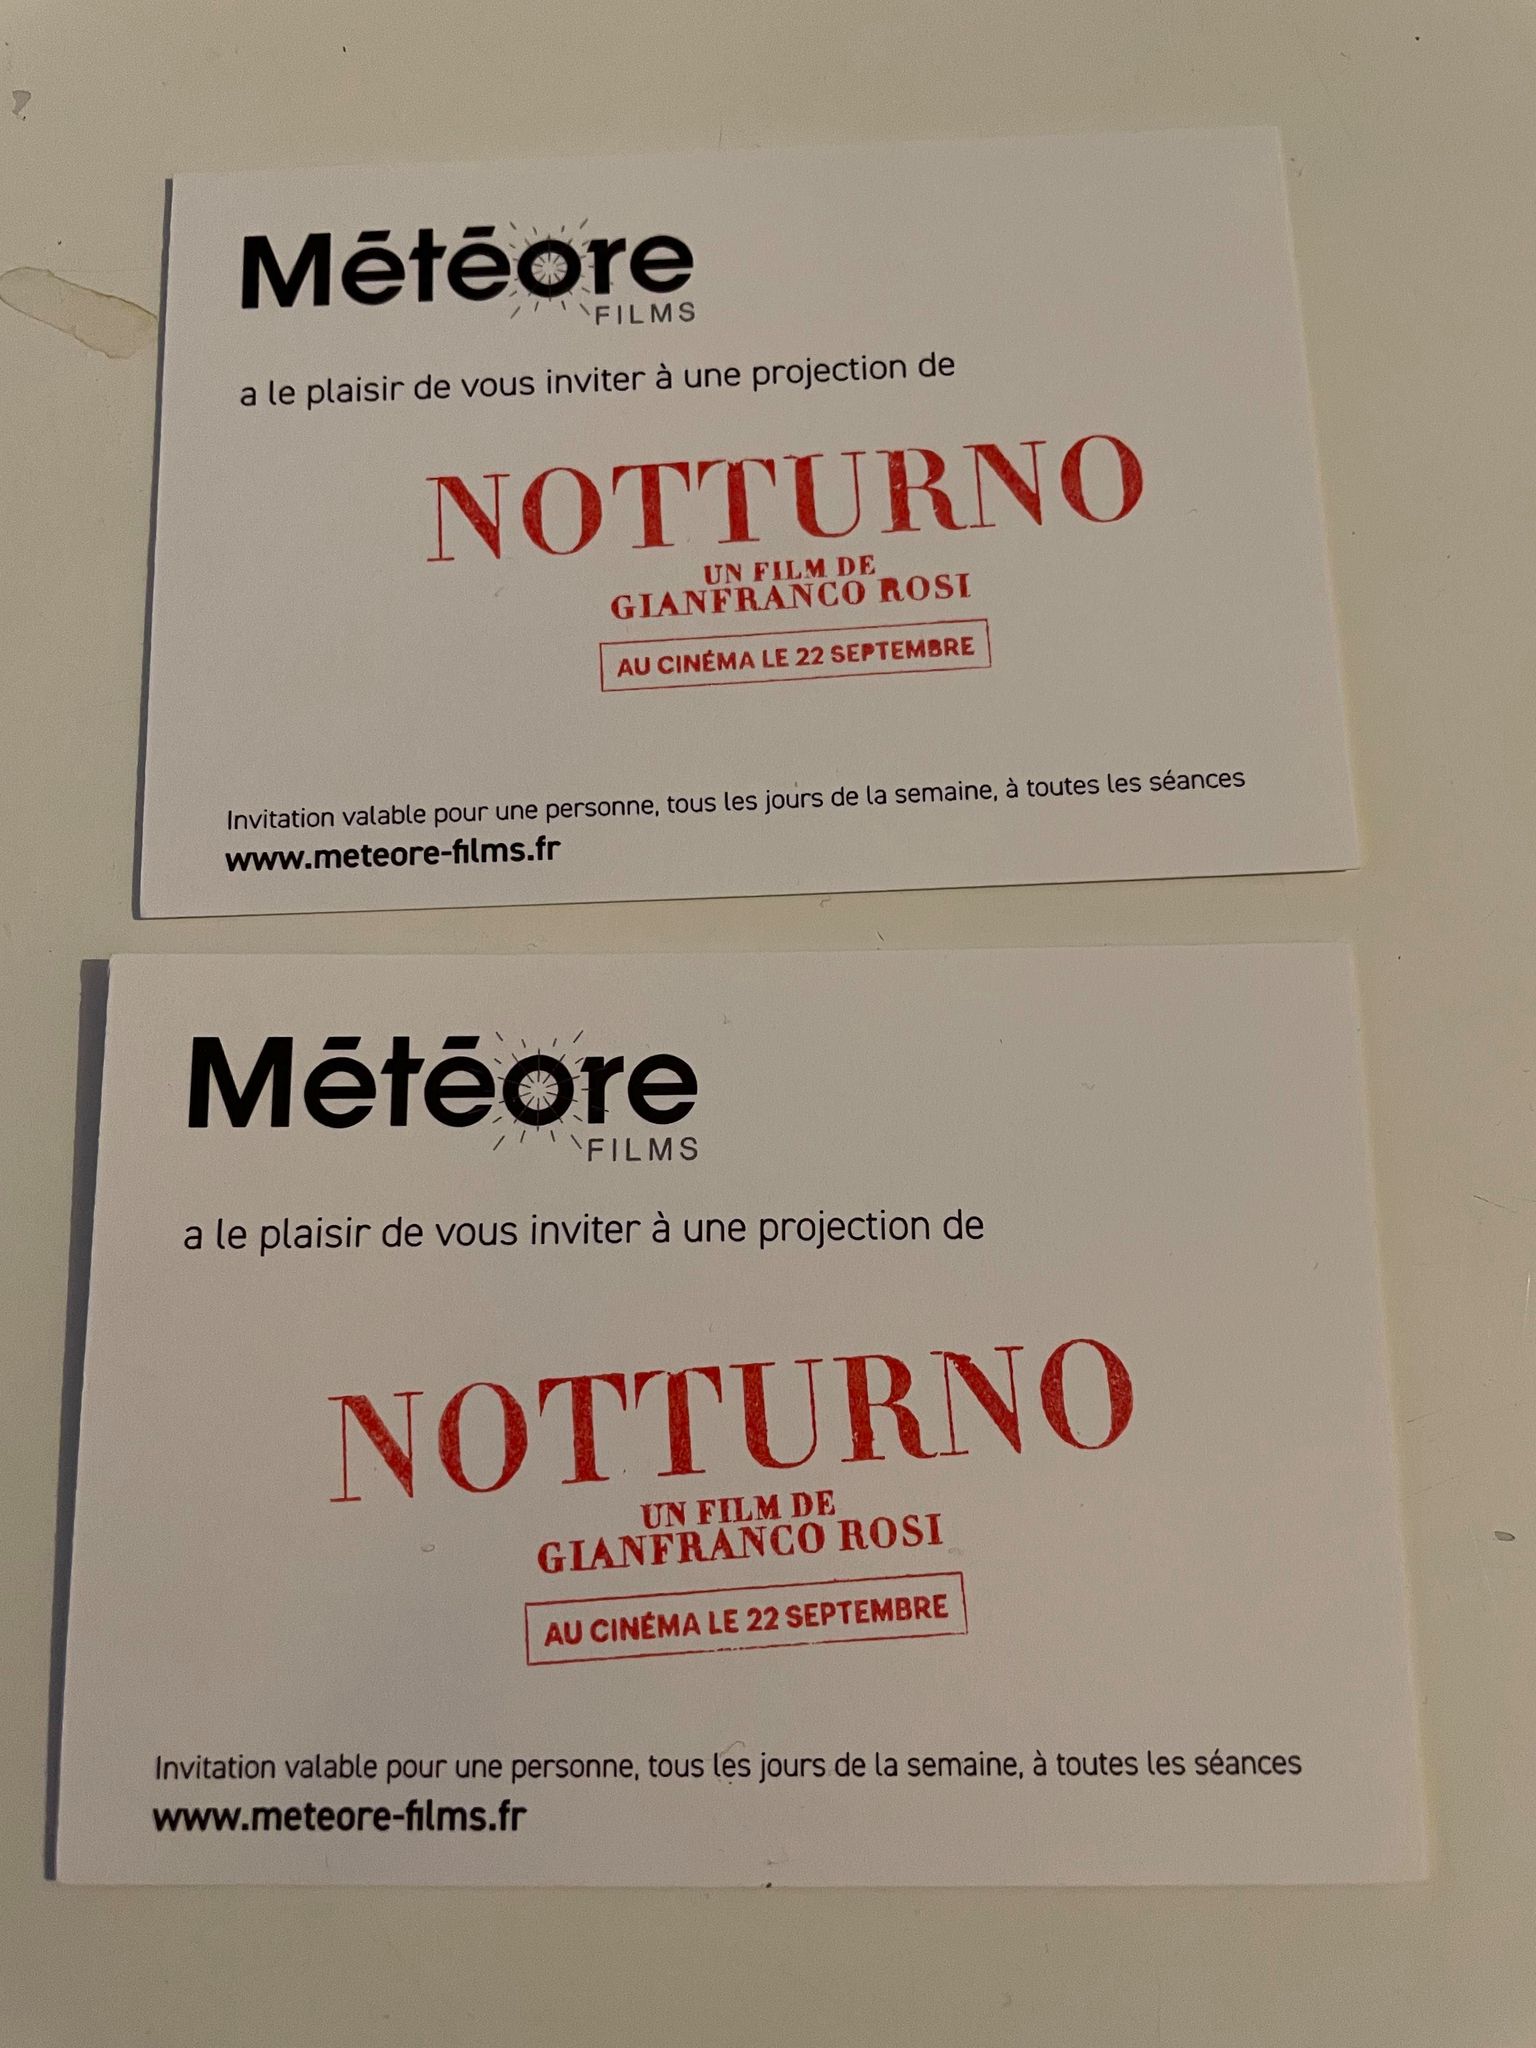 Météore
FILMS
a le plaisir de vous inviter à une projection de
NOTTURNO
UN FILM DE
GIANFRANCO ROSI
AU CINÉMA LE 22 SEPTEMBRE
Invitation valable pour une personne, tous les jours de la semaine, à toutes les séances
www.meteore-films.fr
Météore
FILMS
a le plaisir de vous inviter à une projection de
NOTTURNO
UN FILM DE
GIANFRANCO ROSI
AU CINÉMA LE 22 SEPTEMBRE
Invitation valable pour une personne, tous les jours de la semaine, à toutes les séances
www.meteore-films.fr